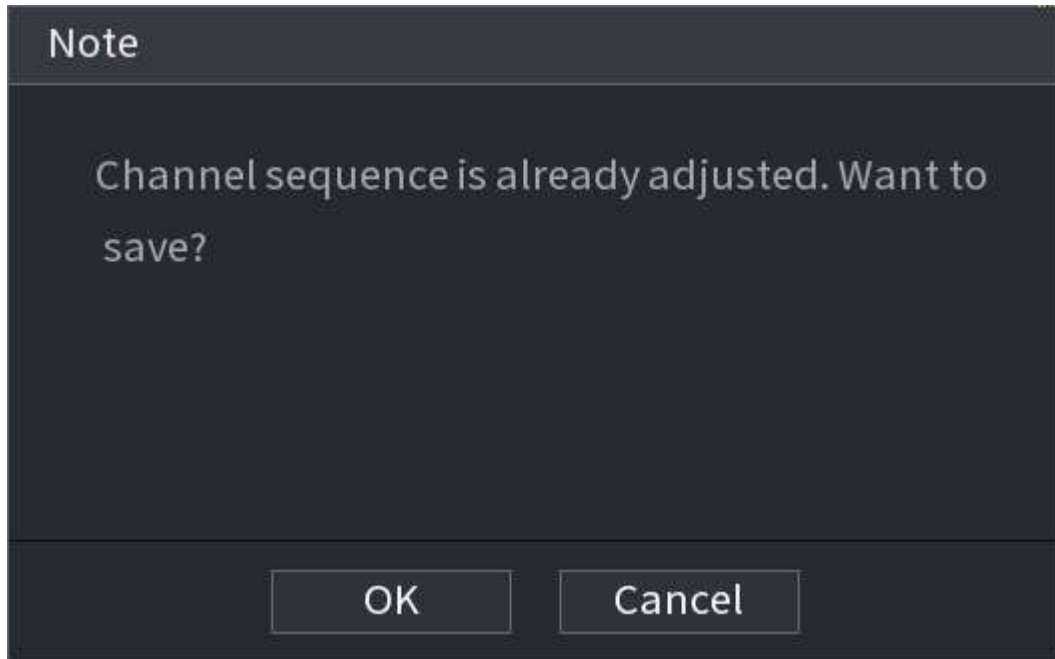 Note
Channel sequence is already adjusted. Want to
save?
OK
Cancel